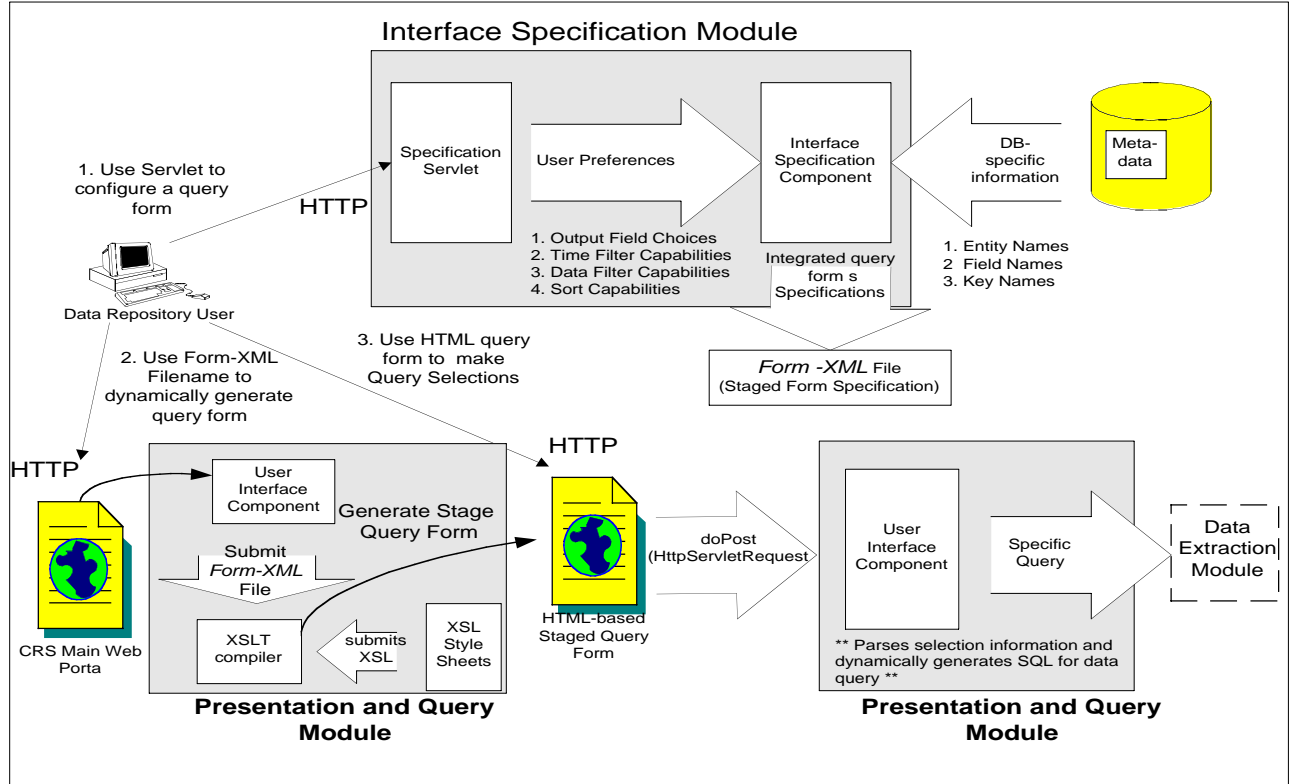 Interface Specification Module
1. Use Servlet to
configure a query
form
HTTP
Specification
Servlet
User Preferences
Interface
Specification
Component
DB-
specific
information
Meta-
data
1. Output Field Choices
2. Time Filter Capabilities
3. Data Filter Capabilities
4. Sort Capabilities
Integrated query
form s
Specifications
1. Entity Names
2 Field Names
3. Key Names
Data Repository User
2. Use Form-XML
Filename to
dynamically generate
query form
3. Use HTML query
form to make
Query Selections
Form -XML File
(Staged Form Specification)
HTTP
CRS Main Web
Porta
User
Interface
Component
Generate Stage
Query Form
Submit
Form-XML
File
XSLT
compiler
submits
XSL
XSL
Style
Sheets
Presentation and Query
Module
HTTP
HTML-based
Staged Query
Form
doPost
(HttpServletRequest
User
Interface
Component
Specific
Query
Data
Extraction
Module
** Parses selection information and
dynamically generates SQL for data
query **
Presentation and Query
Module